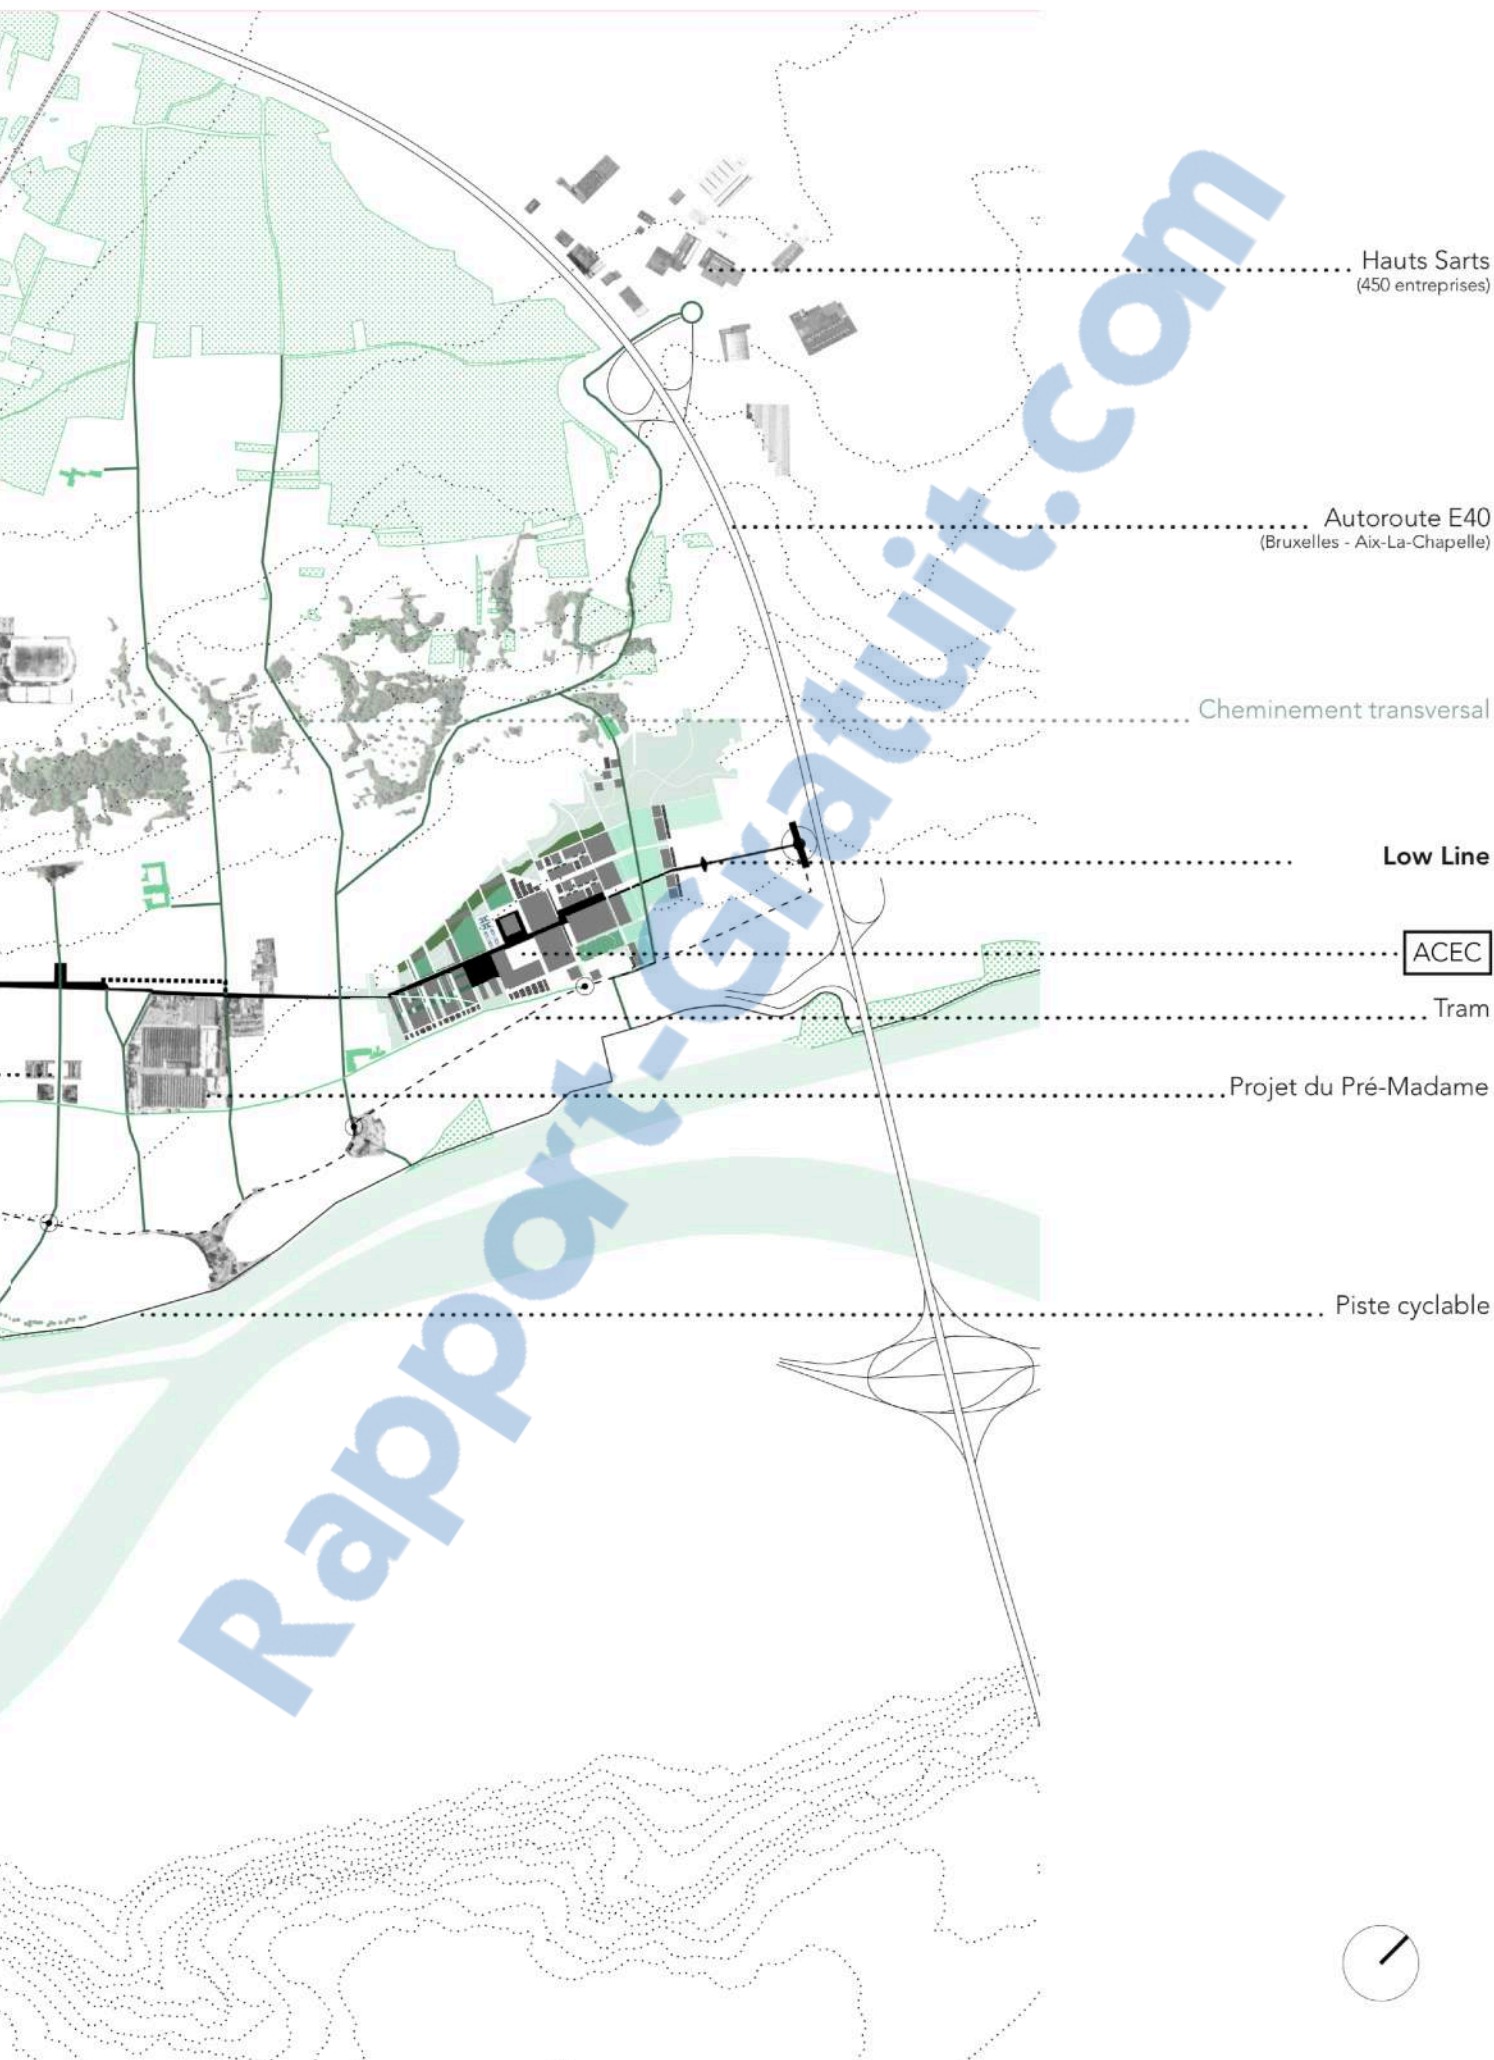 Hauts Sarts
(450 entreprises)
Autoroute E40
(Bruxelles - Aix-La-Chapelle)
Cheminement transversal
Low Line
ACEC
Tram
Projet du Pré-Madame
Piste cyclable
Rapport-Gratuit.com